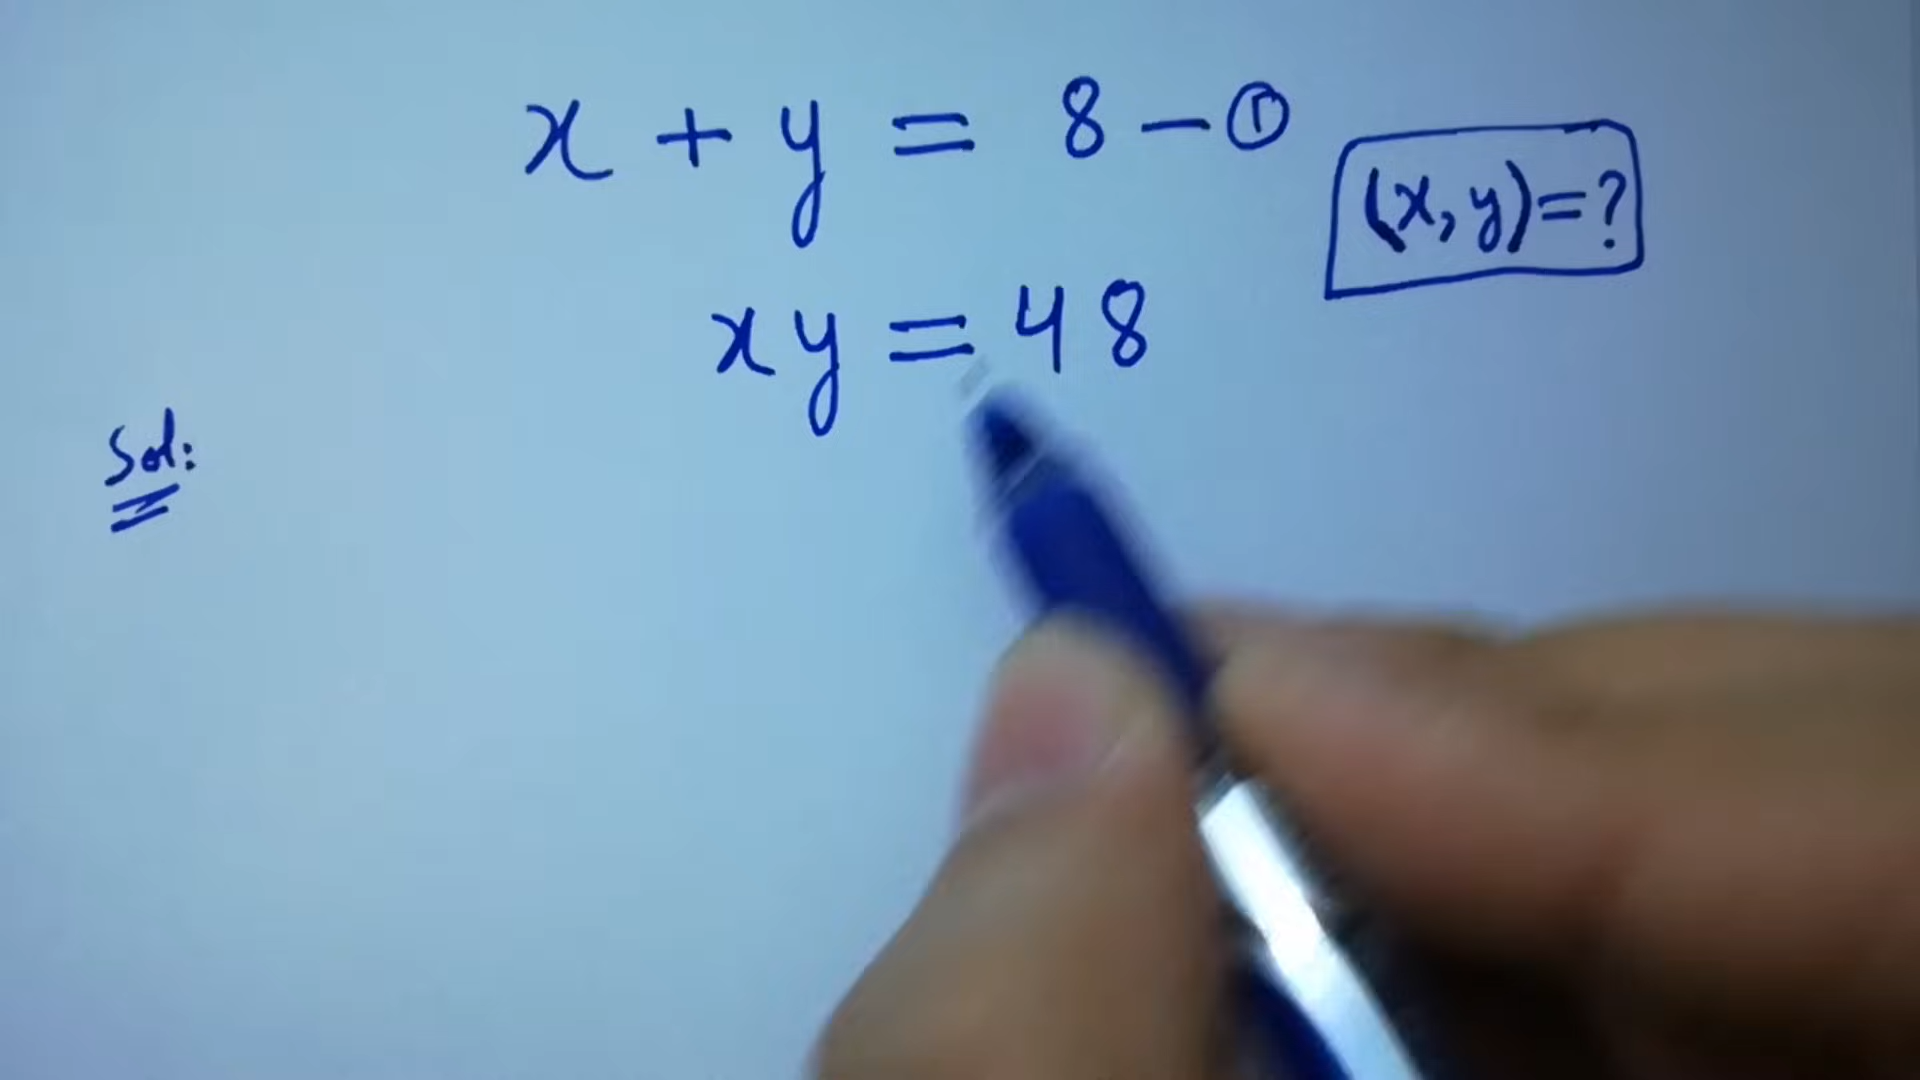 x + y = 8 - ①
(x, y) = ?
xy = 48
Sol: